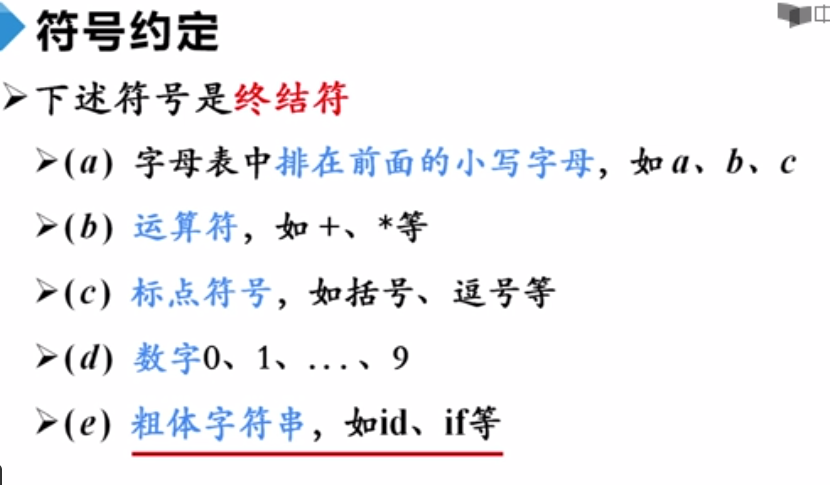 符号约定
中
➢下述符号是终结符
➢(a) 字母表中排在前面的小写字母，如 a、b、c
➢(b) 运算符，如 +、*等
➢(c) 标点符号，如括号、逗号等
➢(d) 数字0、1、...、9
➢(e) 粗体字符串，如id、if等